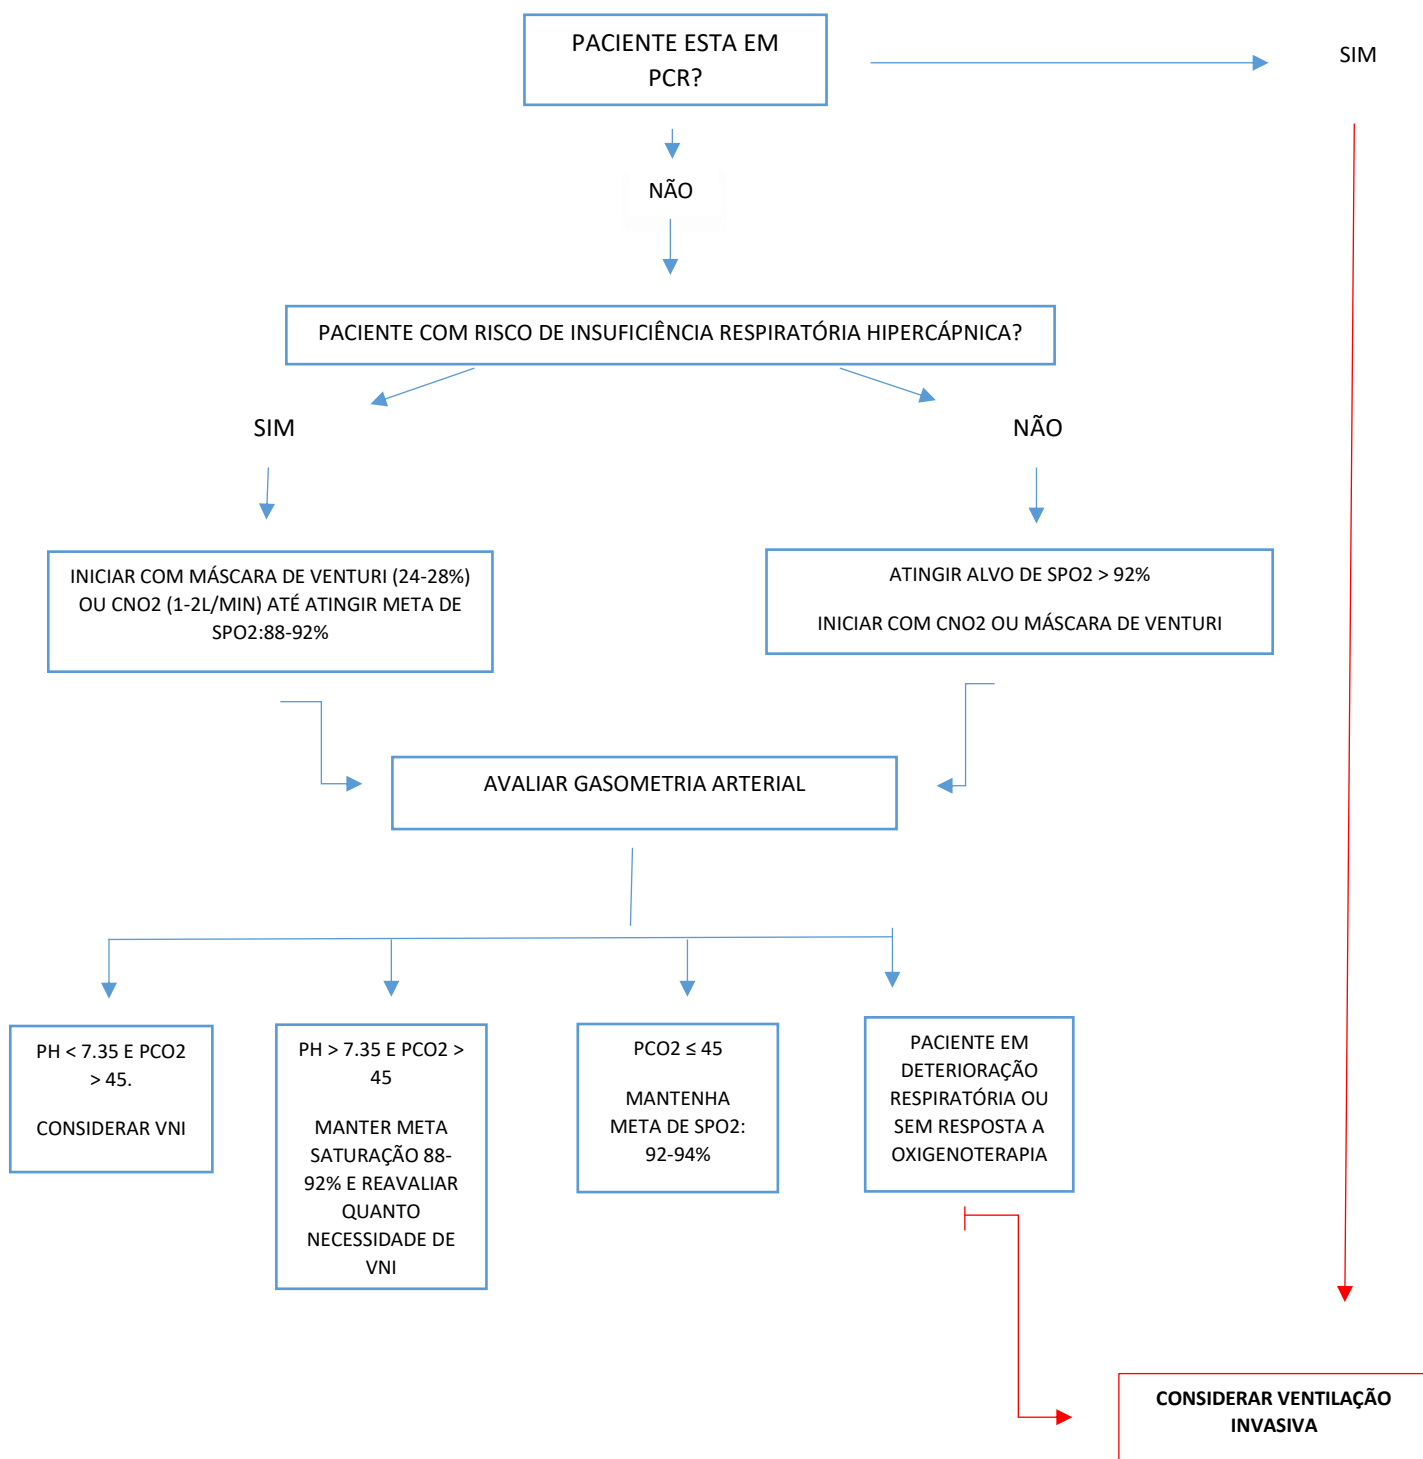 PACIENTE ESTA EM
PCR?
SIM
NÃO
PACIENTE COM RISCO DE INSUFICIÊNCIA RESPIRATÓRIA HIPERCÁPNICA?
SIM
NÃO
INICIAR COM MÁSCARA DE VENTURI (24-28%)
OU CNO2 (1-2L/MIN) ATÉ ATINGIR META DE
SPO2:88-92%
ATINGIR ALVO DE SPO2 > 92%
INICIAR COM CNO2 OU MÁSCARA DE VENTURI
AVALIAR GASOMETRIA ARTERIAL
PH < 7.35 E PCO2
> 45.
CONSIDERAR VNI
PH > 7.35 E PCO2 >
45
MANTER META
SATURAÇÃO 88-
92% E REAVALIAR
QUANTO
NECESSIDADE DE
VNI
PCO2 ≤ 45
MANTENHA
META DE SPO2:
92-94%
PACIENTE EM
DETERIORAÇÃO
RESPIRATÓRIA OU
SEM RESPOSTA A
OXIGENOTERAPIA
CONSIDERAR VENTILAÇÃO
INVASIVA